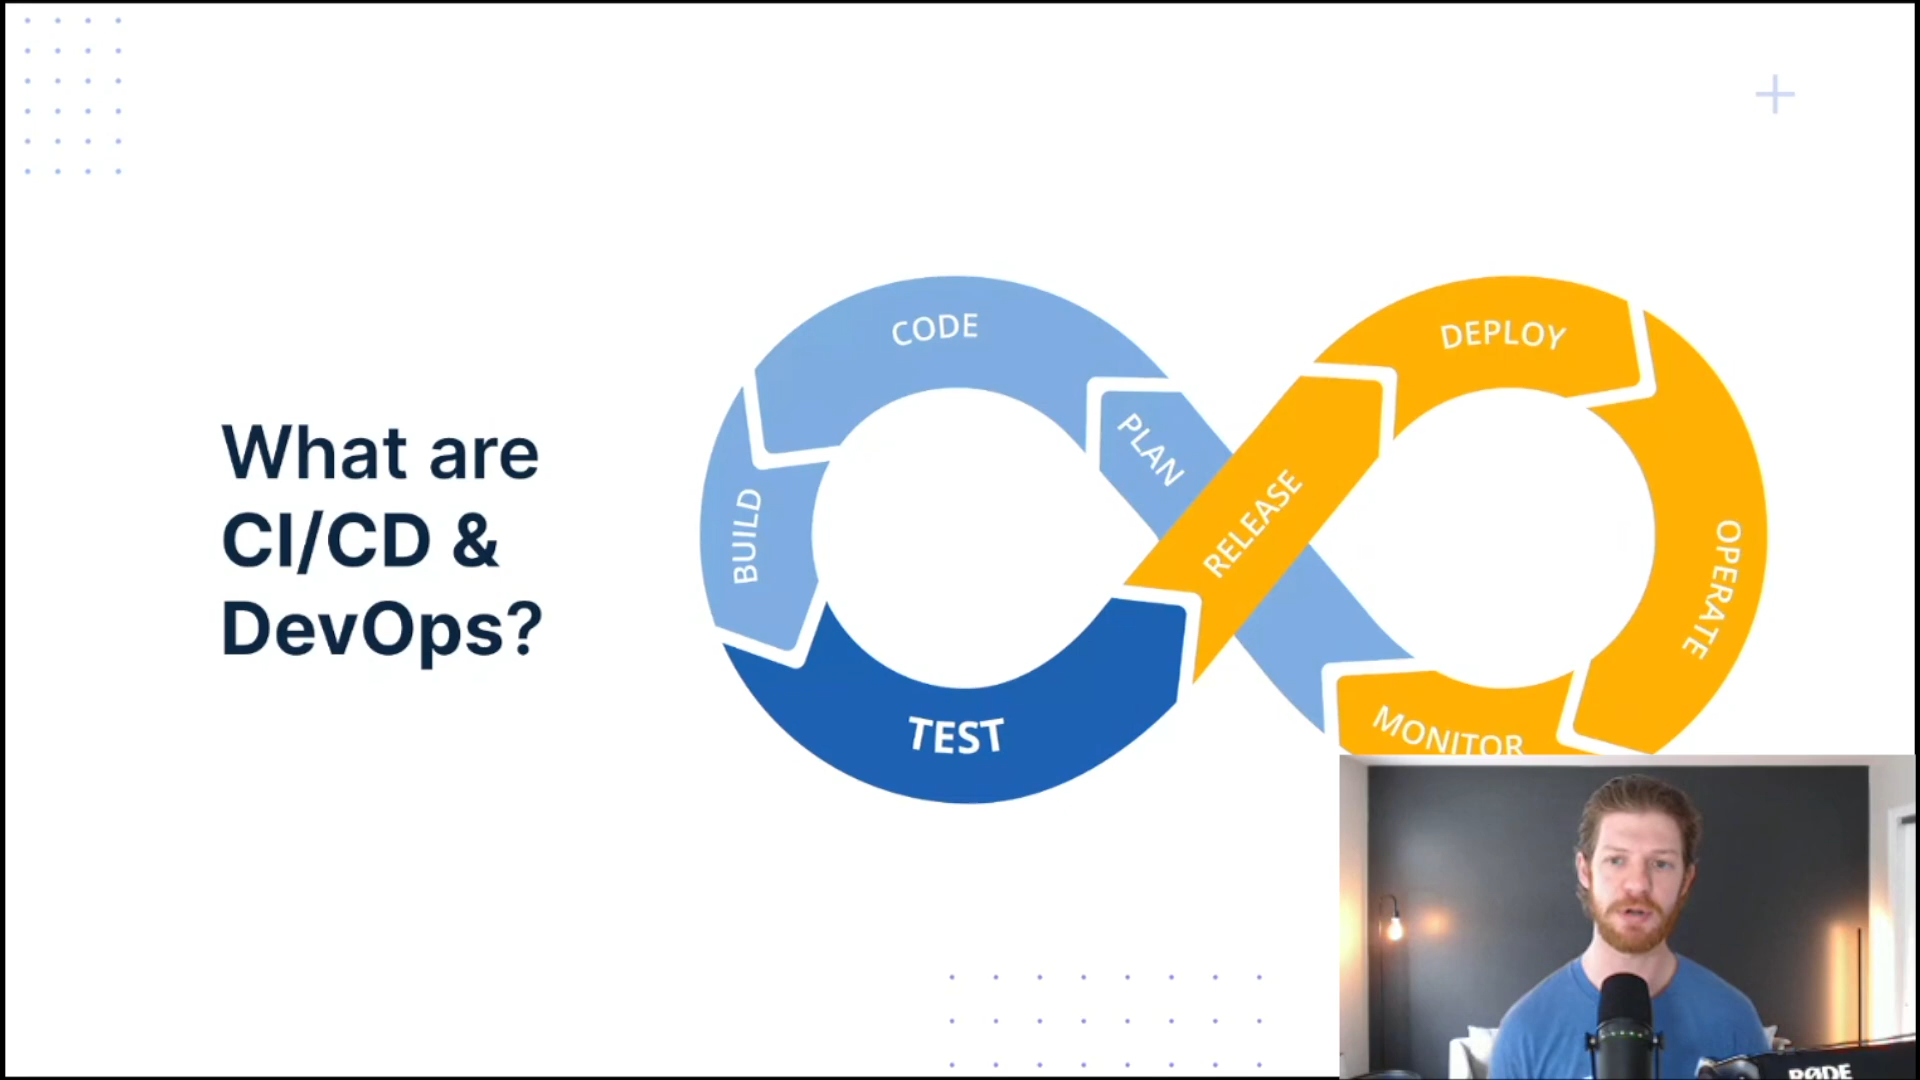 What are
CI/CD &
DevOps?
CODE
PLAN
BUILD
TEST
RELEASE
DEPLOY
OPERATE
MONITOR
RØDE